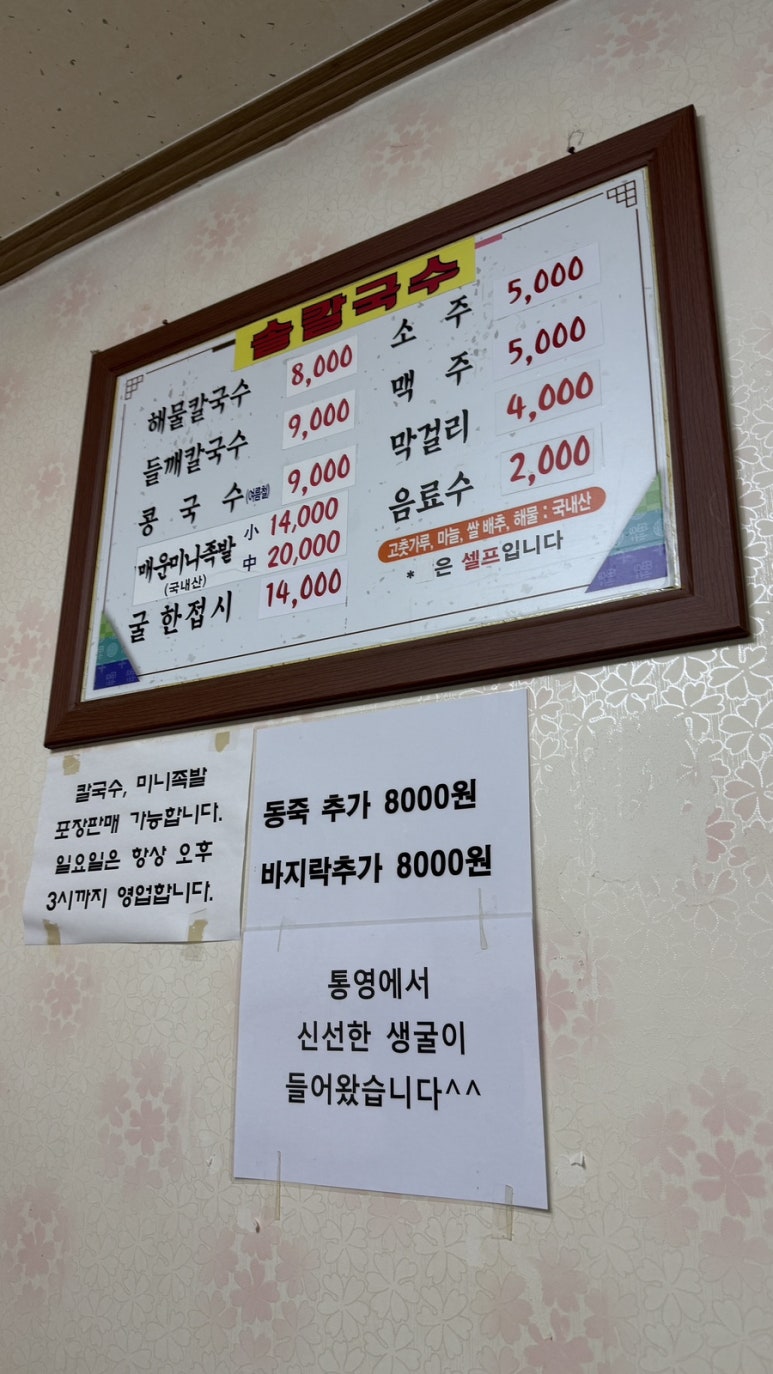 솔칼국수
해물칼국수 8,000
들깨칼국수 9,000
콩국수(여름철) 9,000
매운미니족발 小 14,000
(국내산) 中 20,000
굴 한접시 14,000
소주 5,000
맥주 5,000
막걸리 4,000
음료수 2,000
고춧가루, 마늘, 쌀 배추, 해물 : 국내산
* 은 셀프입니다
칼국수, 미니족발
포장판매 가능합니다.
일요일은 항상 오후
3시까지 영업합니다.
동죽 추가 8000원
바지락추가 8000원
통영에서
신선한 생굴이
들어왔습니다^^